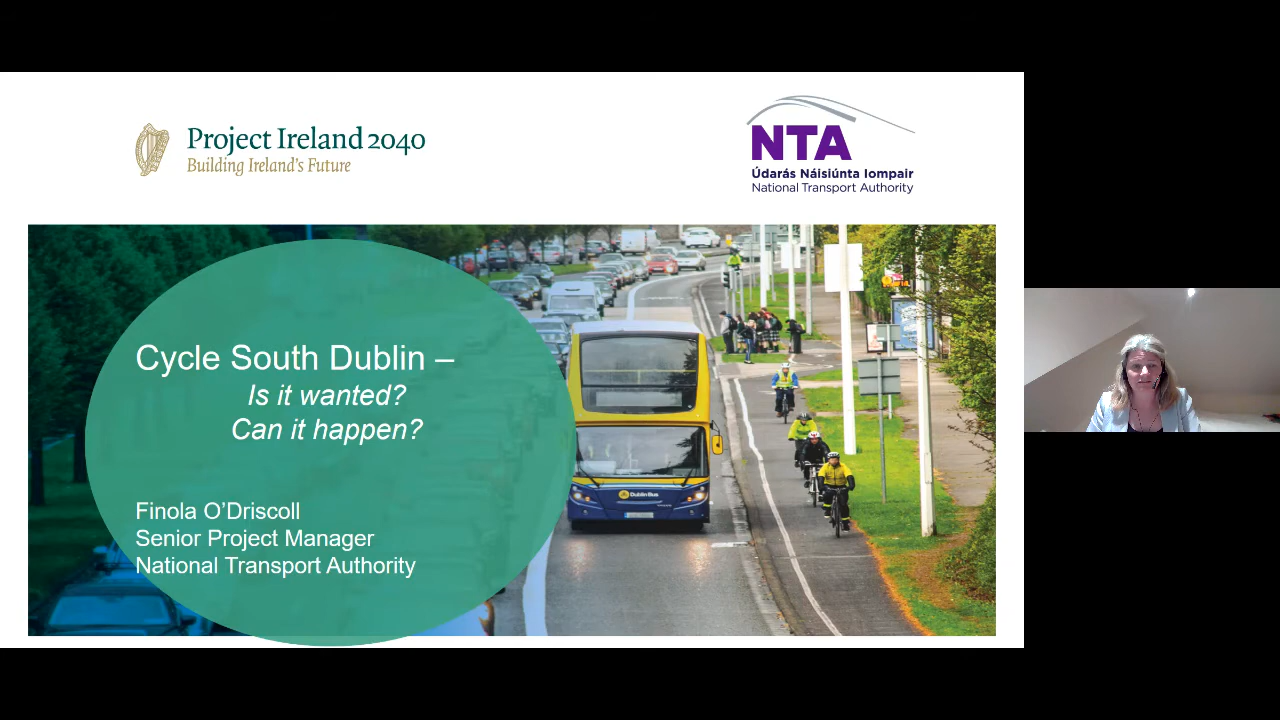 Project Ireland 2040
Building Ireland's Future
NTA
Údarás Náisiúnta Iompair
National Transport Authority
Cycle South Dublin –
Is it wanted?
Can it happen?
Finola O'Driscoll
Senior Project Manager
National Transport Authority
Dublin Bus